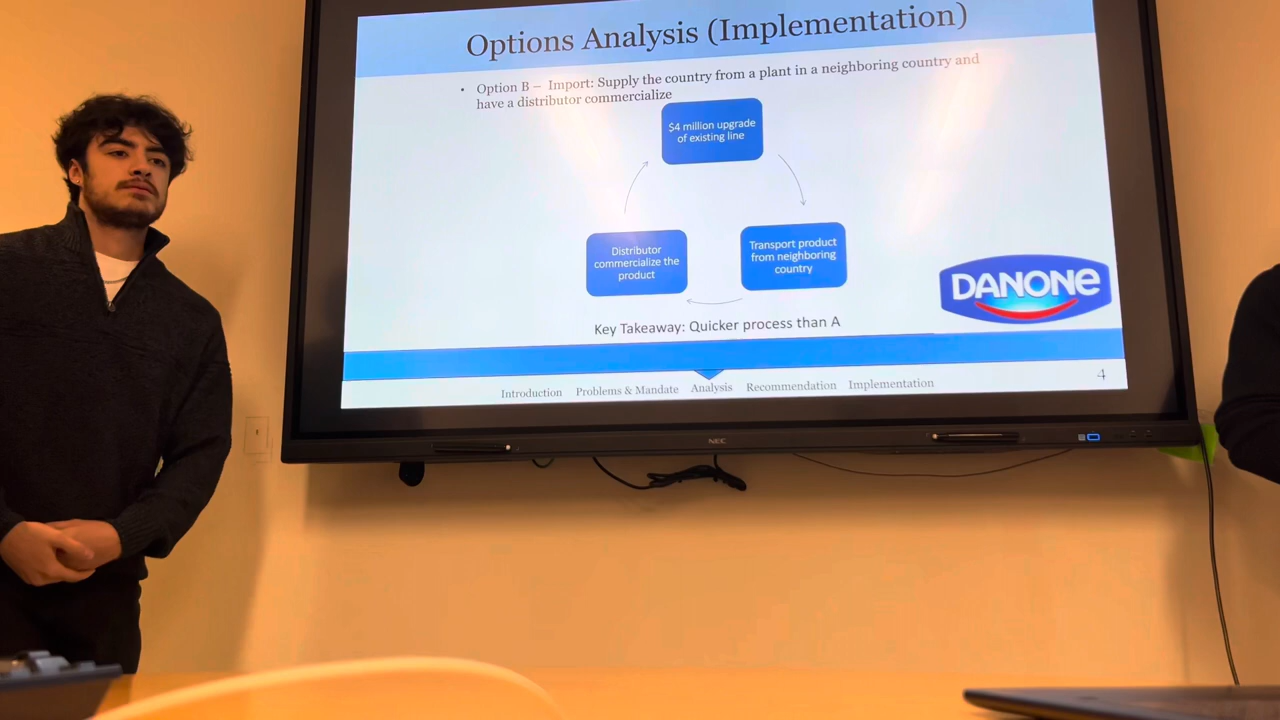 Options Analysis (Implementation)
• Option B – Import: Supply the country from a plant in a neighboring country and
have a distributor commercialize
$4 million upgrade
of existing line
Distributor
commercialize the
product
Transport product
from neighboring
country
DANONE
Key Takeaway: Quicker process than A
Introduction Problems & Mandate Analysis Recommendation Implementation
4
NEC